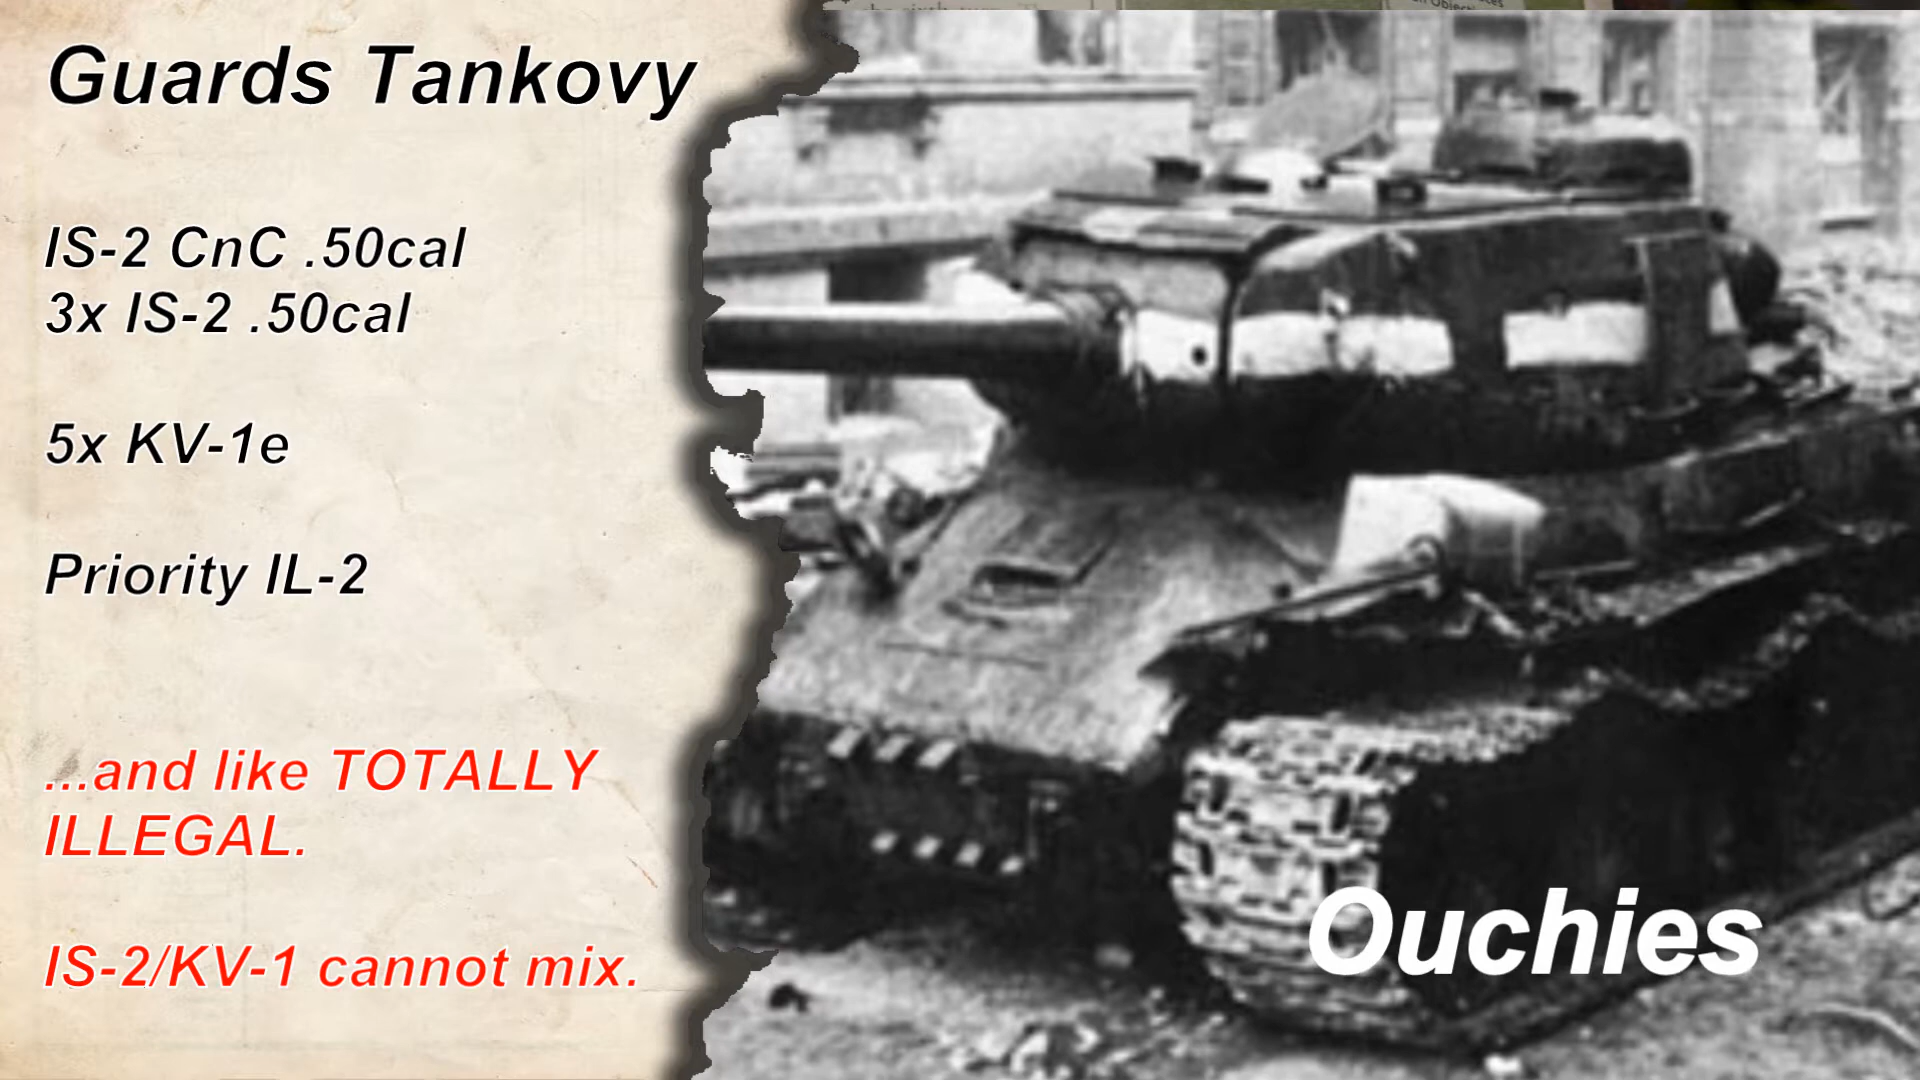 Guards Tankovy
IS-2 CnC .50cal
3x IS-2 .50cal
5x KV-1e
Priority IL-2
...and like TOTALLY
ILLEGAL.
IS-2/KV-1 cannot mix.
Ouchies